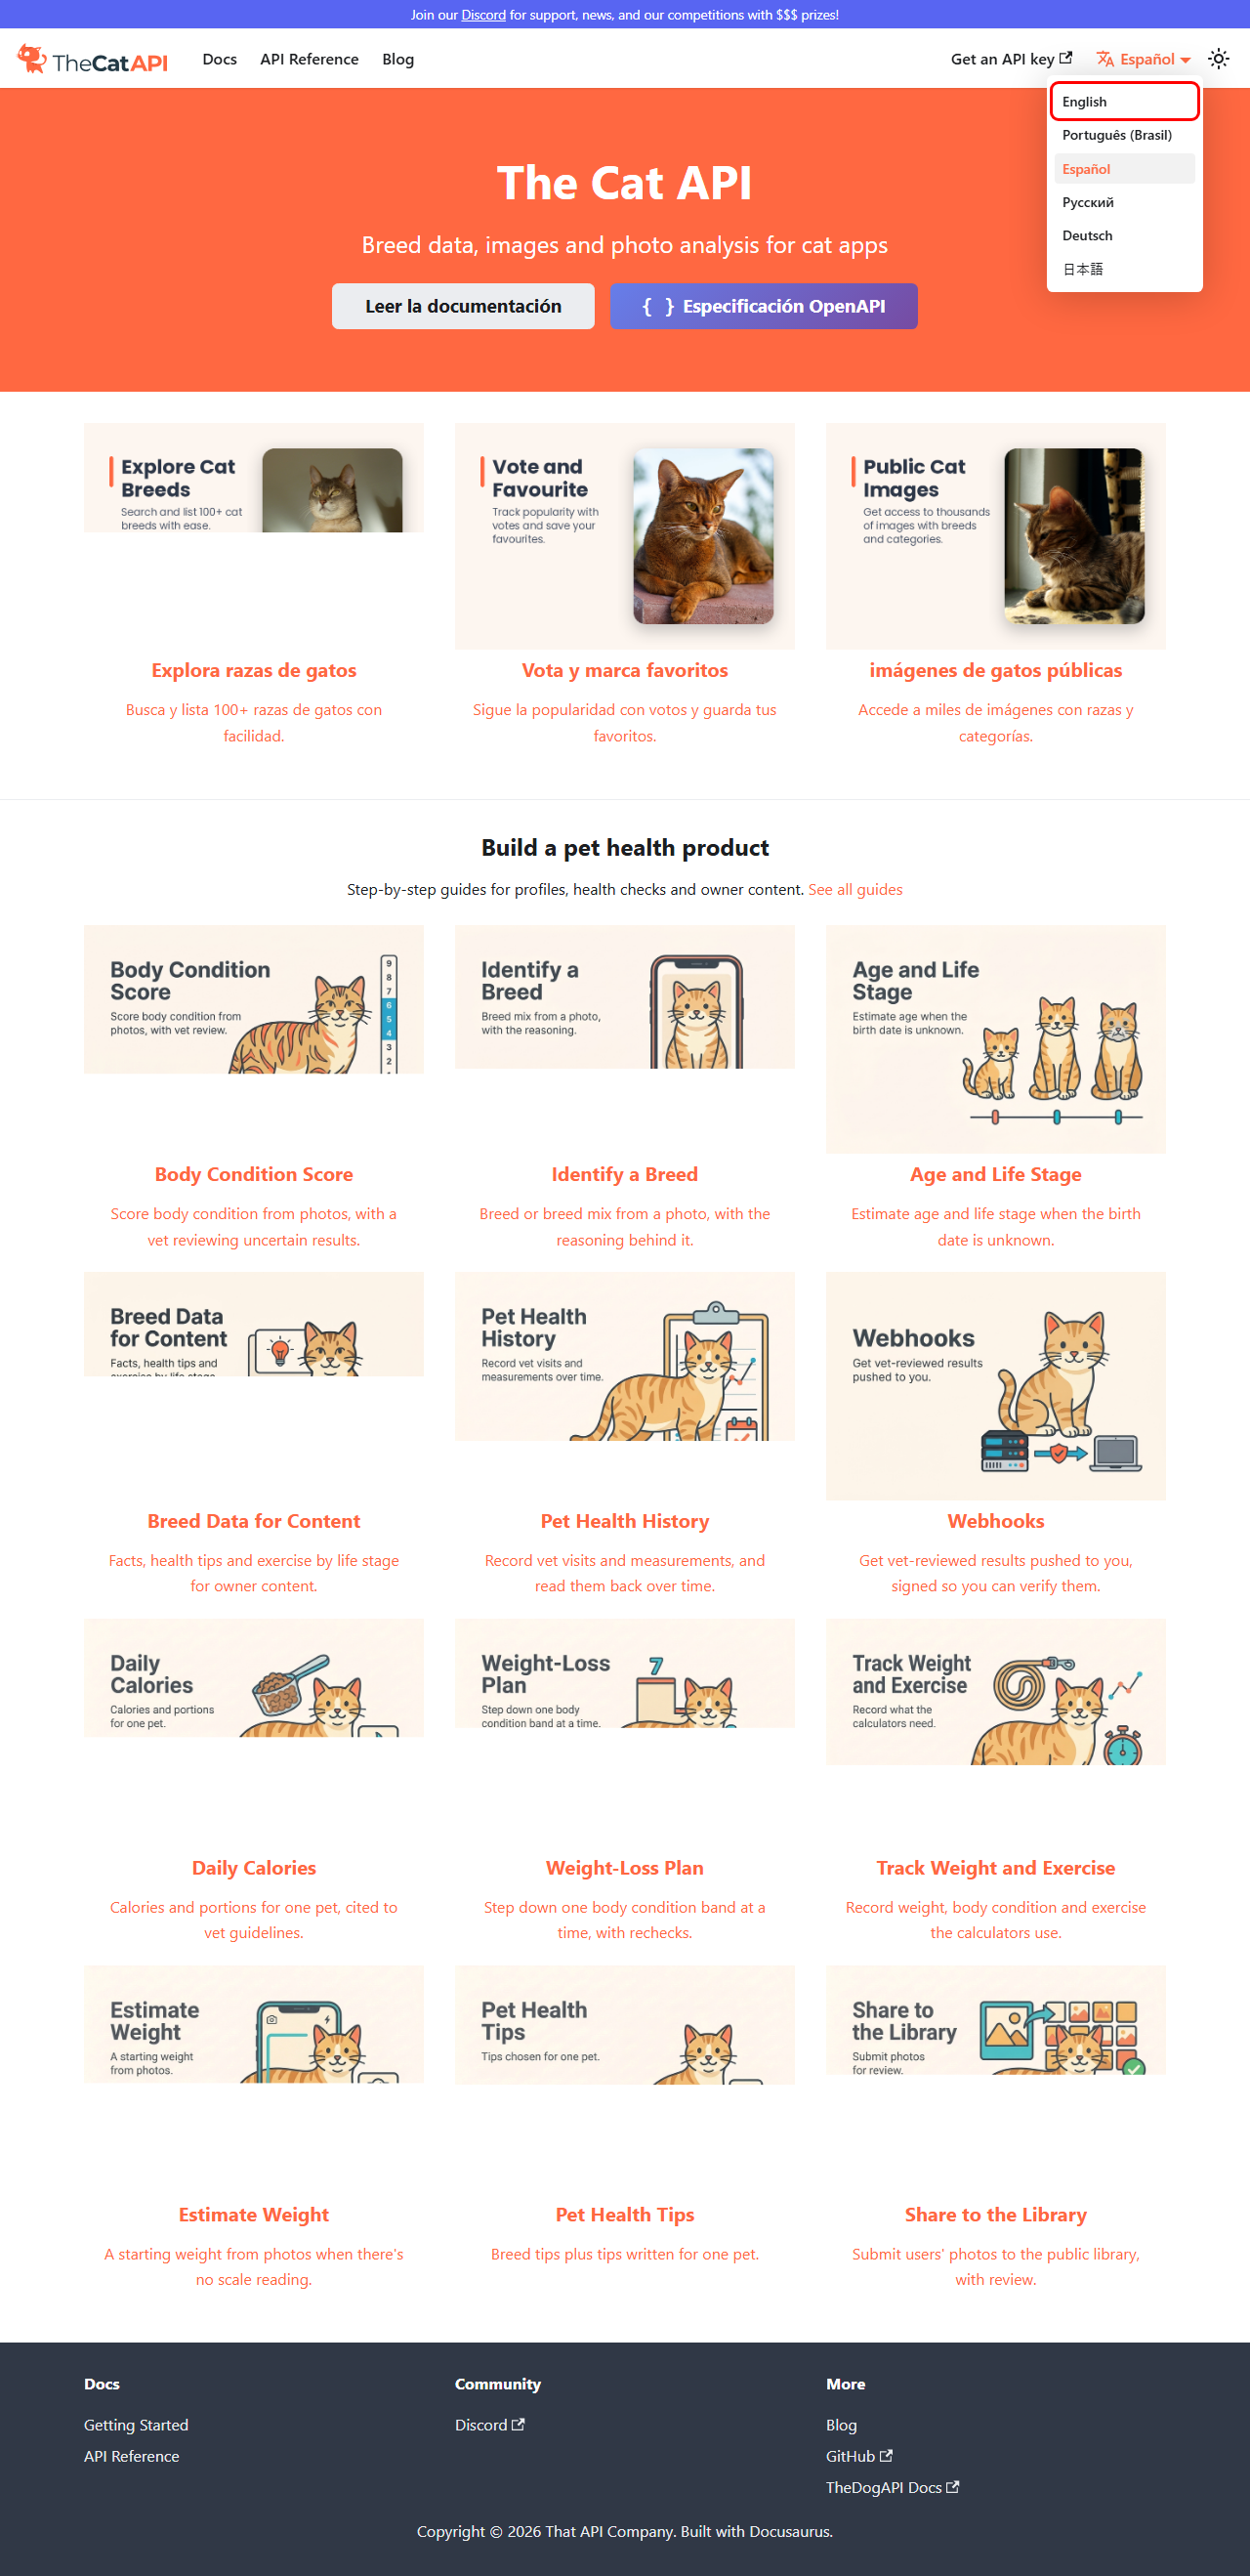 Join our Discord for support, news, and our competitions with $$$ prizes!
TheCatAPI
Docs
API Reference
Blog
Get an API key
Español
English
Português (Brasil)
Español
Русский
Deutsch
日本語
The Cat API
Breed data, images and photo analysis for cat apps
Leer la documentación
{ } Especificación OpenAPI
Explore Cat
Breeds
Search and list 100+ cat
breeds with ease.
Vote and
Favourite
Track popularity with
votes and save your
favourites.
Public Cat
Images
Get access to thousands
of images with breeds
and categories.
Explora razas de gatos
Busca y lista 100+ razas de gatos con
facilidad.
Vota y marca favoritos
Sigue la popularidad con votos y guarda tus
favoritos.
imágenes de gatos públicas
Accede a miles de imágenes con razas y
categorías.
Build a pet health product
Step-by-step guides for profiles, health checks and owner content. See all guides
Body Condition
Score
Score body condition from
photos, with vet review.
9
8
7
6
5
4
3
2
Identify a
Breed
Breed mix from a photo,
with the reasoning.
Age and Life
Stage
Estimate age when the
birth date is unknown.
Body Condition Score
Score body condition from photos, with a
vet reviewing uncertain results.
Identify a Breed
Breed or breed mix from a photo, with the
reasoning behind it.
Age and Life Stage
Estimate age and life stage when the birth
date is unknown.
Breed Data
for Content
Facts, health tips and
exercise by life stage
Pet Health
History
Record vet visits and
measurements over time.
Webhooks
Get vet-reviewed results
pushed to you.
Breed Data for Content
Facts, health tips and exercise by life stage
for owner content.
Pet Health History
Record vet visits and measurements, and
read them back over time.
Webhooks
Get vet-reviewed results pushed to you,
signed so you can verify them.
Daily
Calories
Calories and portions
for one pet.
Weight-Loss
Plan
Step down one body
condition band at a time.
7
Track Weight
and Exercise
Record what the
calculators need.
Daily Calories
Calories and portions for one pet, cited to
vet guidelines.
Weight-Loss Plan
Step down one body condition band at a
time, with rechecks.
Track Weight and Exercise
Record weight, body condition and exercise
the calculators use.
Estimate
Weight
A starting weight
from photos.
Pet Health
Tips
Tips chosen for one pet.
Share to
the Library
Submit photos
for review.
Estimate Weight
A starting weight from photos when there's
no scale reading.
Pet Health Tips
Breed tips plus tips written for one pet.
Share to the Library
Submit users' photos to the public library,
with review.
Docs
Getting Started
API Reference
Community
Discord
More
Blog
GitHub
TheDogAPI Docs
Copyright © 2026 That API Company. Built with Docusaurus.